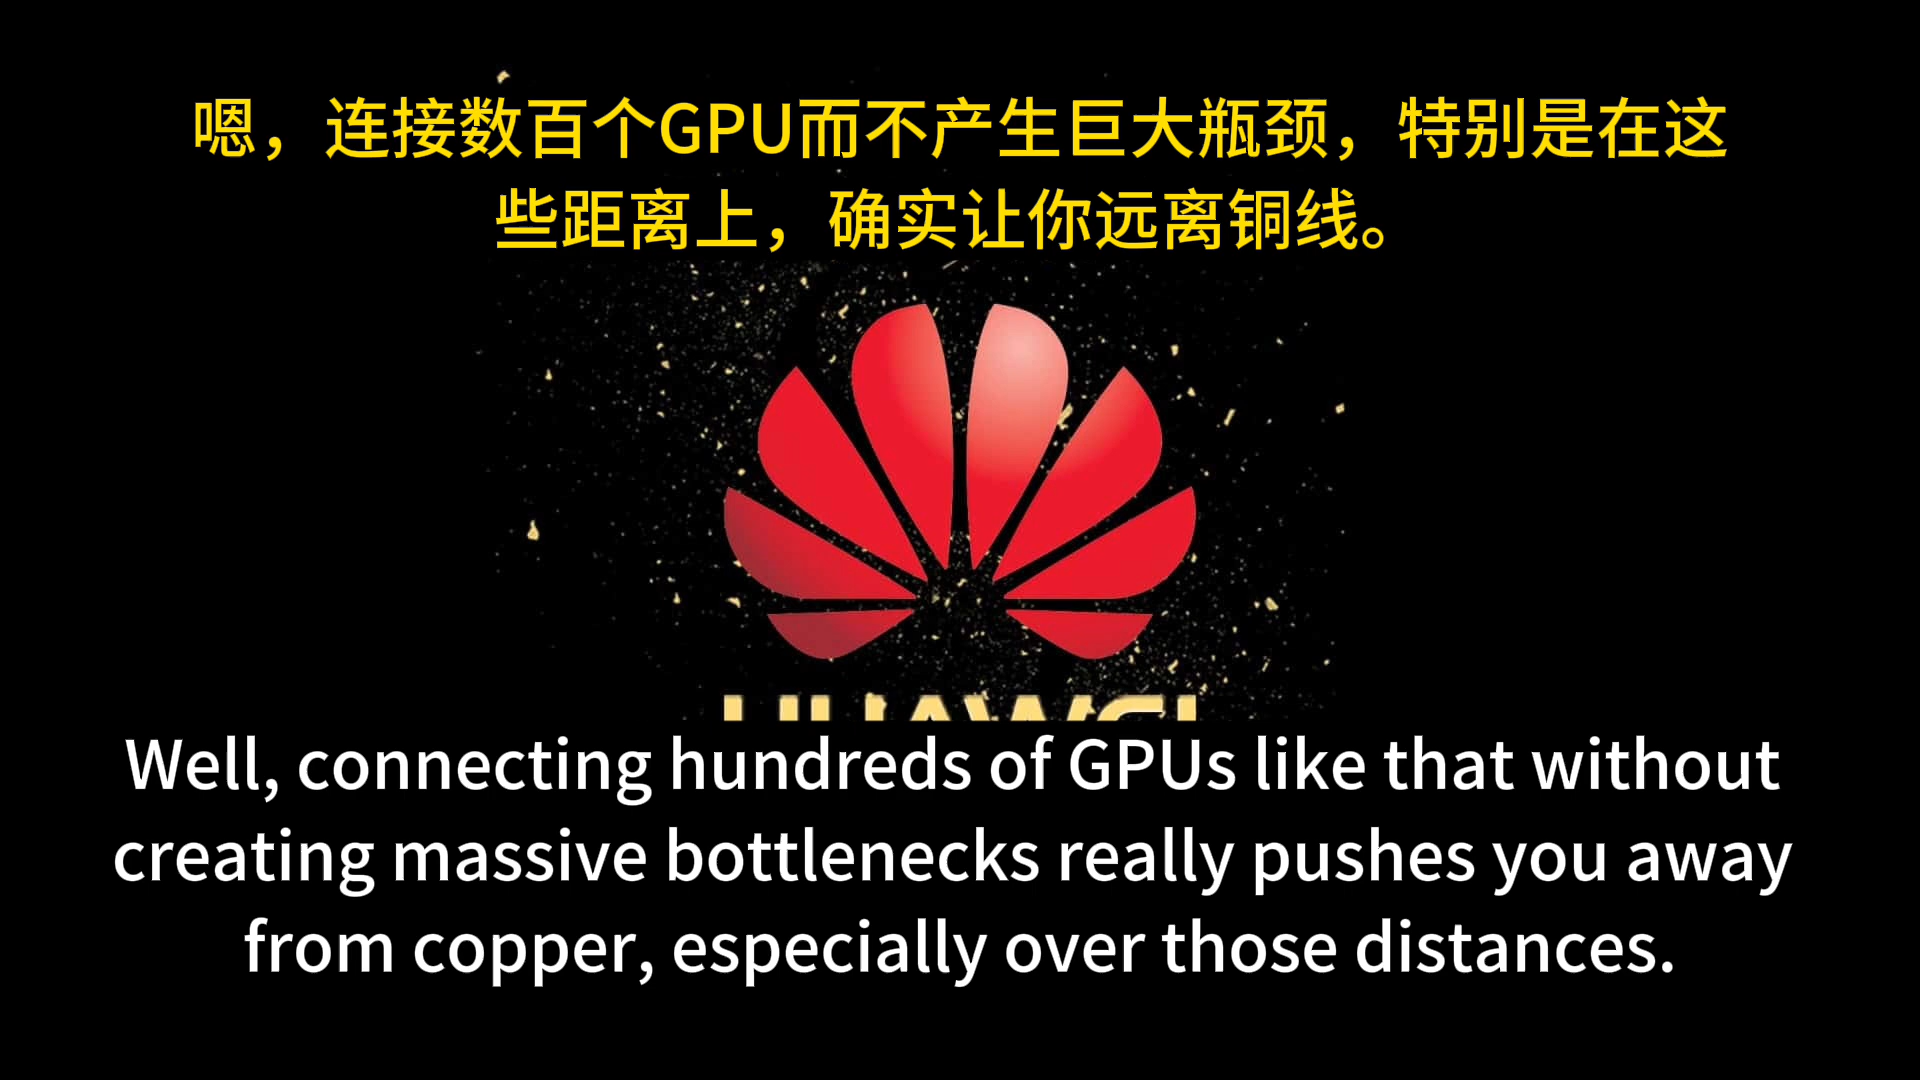 嗯，连接数百个GPU而不产生巨大瓶颈，特别是在这
些距离上，确实让你远离铜线。
HUAWEI
Well, connecting hundreds of GPUs like that without
creating massive bottlenecks really pushes you away
from copper, especially over those distances.